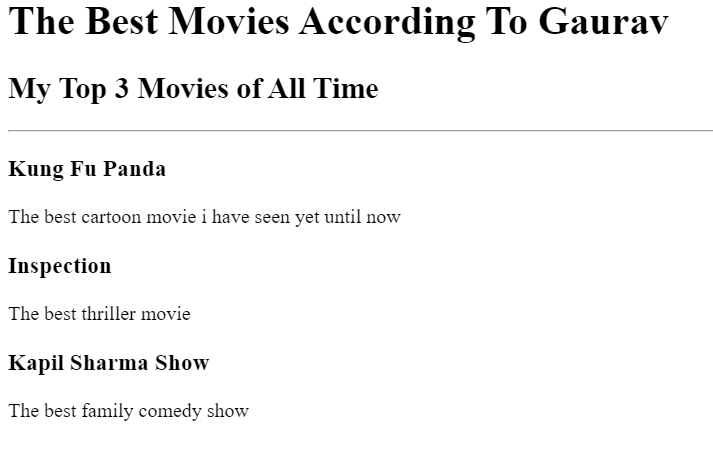 The Best Movies According To Gaurav
My Top 3 Movies of All Time
Kung Fu Panda
The best cartoon movie i have seen yet until now
Inspection
The best thriller movie
Kapil Sharma Show
The best family comedy show